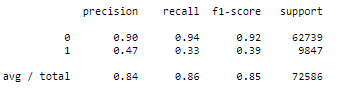 precision recall f1-score support
0 0.90 0.94 0.92 62739
1 0.47 0.33 0.39 9847
avg / total 0.84 0.86 0.85 72586